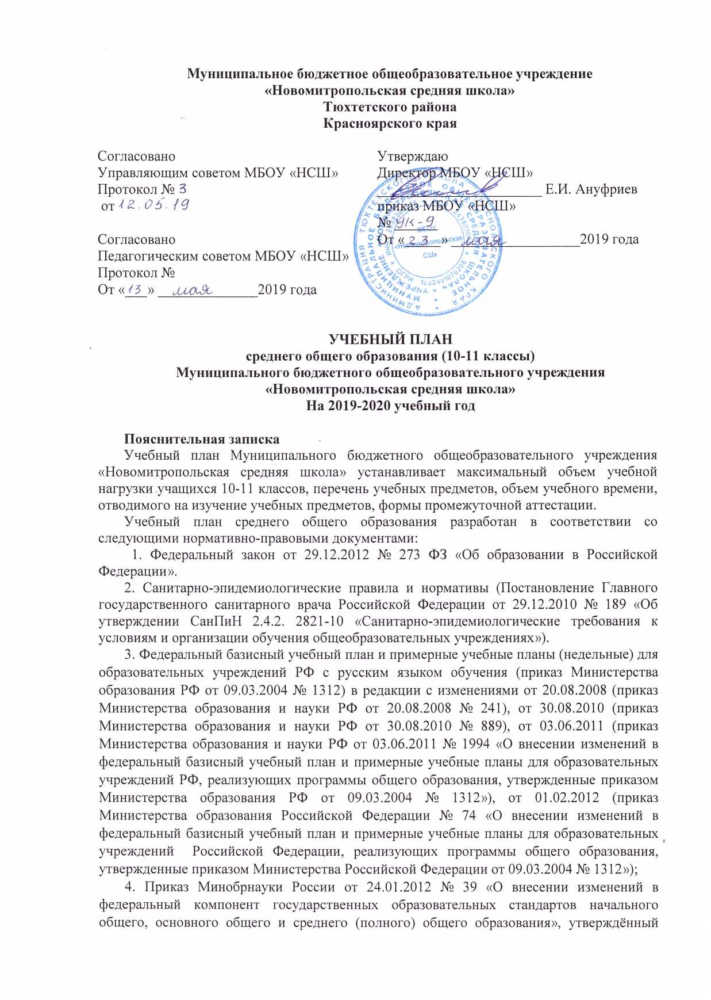 Муниципальное бюджетное общеобразовательное учреждение
«Новомитропольская средняя школа»
Тюхтетского района
Красноярского края
Согласовано
Управляющим советом МБОУ «НСШ»
Протокол № 3
от 12.05.19
Согласовано
Педагогическим советом МБОУ «НСШ»
Протокол №
От «13» мая 2019 года
Утверждаю
Директор МБОУ «НСШ»
Е.И. Ануфриев
приказ МБОУ «НСШ»
№ УК-9
От «23» мая 2019 года
МБОУ
«Новомитропольская
СШ»
УЧЕБНЫЙ ПЛАН
среднего общего образования (10-11 классы)
Муниципального бюджетного общеобразовательного учреждения
«Новомитропольская средняя школа»
На 2019-2020 учебный год
Пояснительная записка
Учебный план Муниципального бюджетного общеобразовательного учреждения
«Новомитропольская средняя школа» устанавливает максимальный объем учебной
нагрузки учащихся 10-11 классов, перечень учебных предметов, объем учебного времени,
отводимого на изучение учебных предметов, формы промежуточной аттестации.
Учебный план среднего общего образования разработан в соответствии со
следующими нормативно-правовыми документами:
1. Федеральный закон от 29.12.2012 № 273 ФЗ «Об образовании в Российской
Федерации».
2. Санитарно-эпидемиологические правила и нормативы (Постановление Главного
государственного санитарного врача Российской Федерации от 29.12.2010 № 189 «Об
утверждении СанПиН 2.4.2. 2821-10 «Санитарно-эпидемиологические требования к
условиям и организации обучения общеобразовательных учреждениях»).
3. Федеральный базисный учебный план и примерные учебные планы (недельные) для
образовательных учреждений РФ с русским языком обучения (приказ Министерства
образования РФ от 09.03.2004 № 1312) в редакции с изменениями от 20.08.2008 (приказ
Министерства образования и науки РФ от 20.08.2008 № 241), от 30.08.2010 (приказ
Министерства образования и науки РФ от 30.08.2010 № 889), от 03.06.2011 (приказ
Министерства образования и науки РФ от 03.06.2011 № 1994 «О внесении изменений в
федеральный базисный учебный план и примерные учебные планы для образовательных
учреждений РФ, реализующих программы общего образования, утвержденные приказом
Министерства образования РФ от 09.03.2004 № 1312»), от 01.02.2012 (приказ
Министерства образования Российской Федерации № 74 «О внесении изменений в
федеральный базисный учебный план и примерные учебные планы для образовательных
учреждений Российской Федерации, реализующих программы общего образования,
утвержденные приказом Министерства Российской Федерации от 09.03.2004 № 1312»);
4. Приказ Минобрнауки России от 24.01.2012 № 39 «О внесении изменений в
федеральный компонент государственных образовательных стандартов начального
общего, основного общего и среднего (полного) общего образования», утверждённый